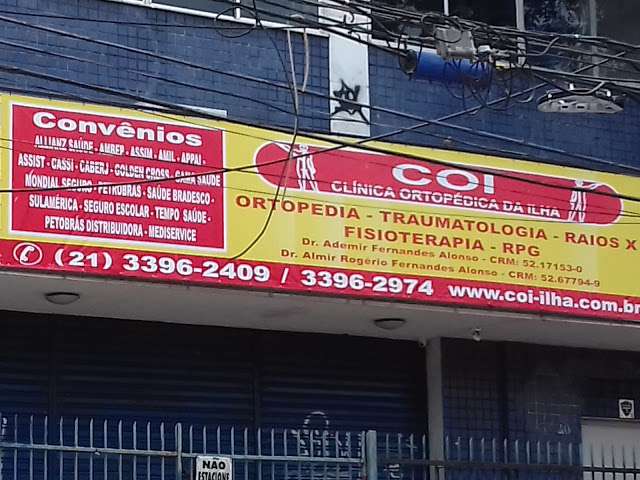 Convênios
ALLIANZ SAÚDE - AMBEP - ASSIM - AMIL - APPAI -
ASSIST - CASSI - CABERJ - GOLDEN CROSS - GAMA SAÚDE
MONDIAL SEGURO - PETROBRAS - SAÚDE BRADESCO -
SULAMÉRICA - SEGURO ESCOLAR - TEMPO SAÚDE -
PETOBRÁS DISTRIBUIDORA - MEDISERVICE
COI
CLÍNICA ORTOPÉDICA DA ILHA
ORTOPEDIA - TRAUMATOLOGIA - RAIOS X
FISIOTERAPIA - RPG
Dr. Ademir Fernandes Alonso - CRM: 52.17153-0
Dr. Almir Rogério Fernandes Alonso - CRM: 52.67794-9
(21) 3396-2409 / 3396-2974 www.coi-ilha.com.br
NÃO
ESTACIONE